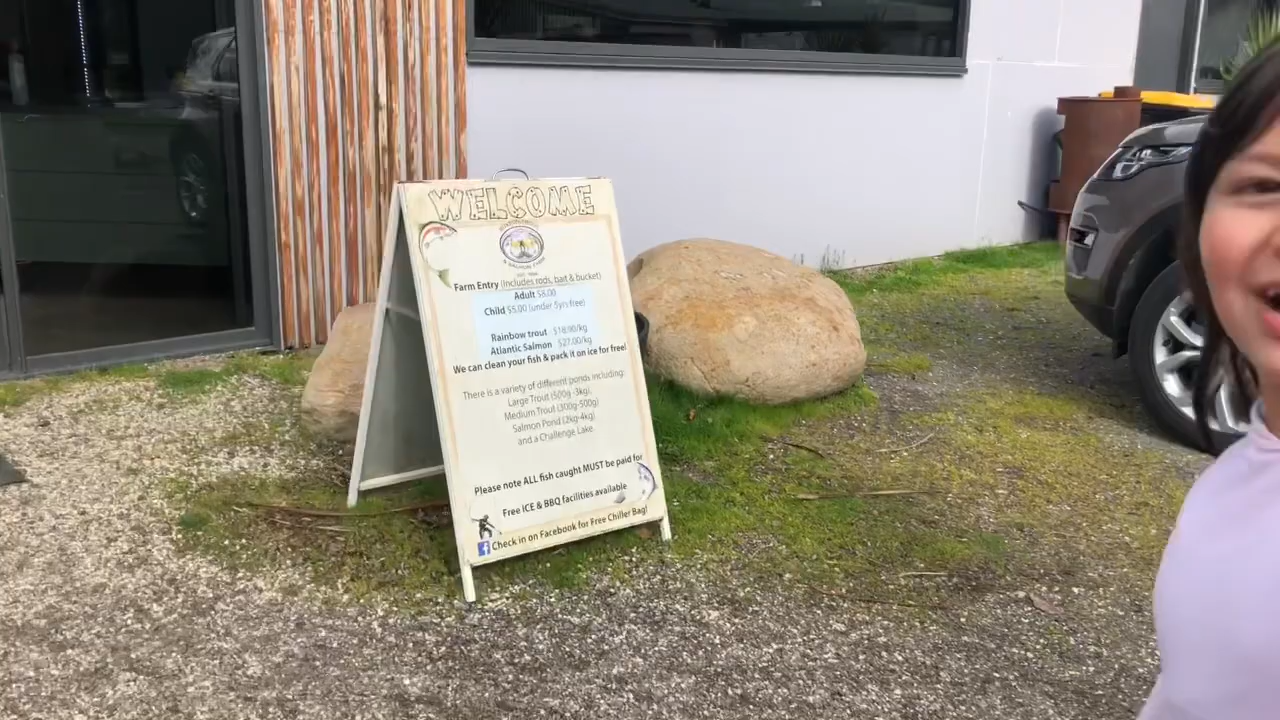 WELCOME
& SALMON FARM
Farm Entry (includes rods, bait & bucket)
Adult $8.00
Child $5.00 (under 5yrs free)
Rainbow trout $18.90/kg
Atlantic Salmon $27.00/kg
We can clean your fish & pack it on ice for free!
There is a variety of different ponds including:
Large Trout (500g -3kg),
Medium Trout (300g-500g)
Salmon Pond (2kg-4kg)
and a Challenge Lake
Please note ALL fish caught MUST be paid for
Free ICE & BBQ facilities available
f Check in on Facebook for Free Chiller Bag!